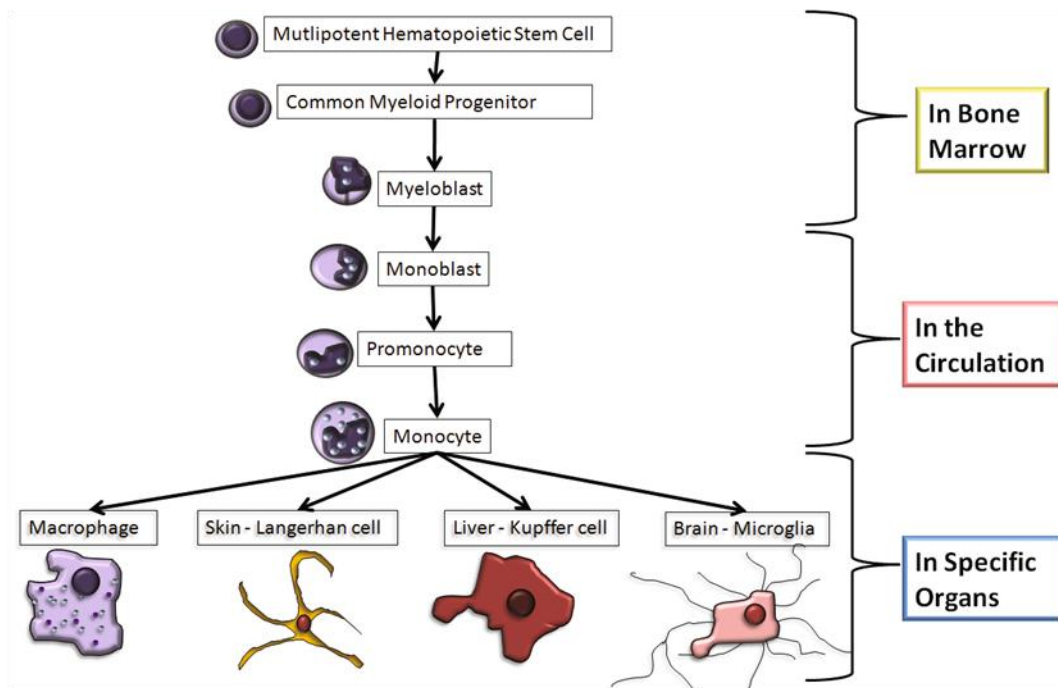 Mutlipotent Hematopoietic Stem Cell
Common Myeloid Progenitor
In Bone
Marrow
Myeloblast
Monoblast
In the
Circulation
Promonocyte
Monocyte
Macrophage
Skin - Langerhan cell
Liver - Kupffer cell
Brain - Microglia
In Specific
Organs